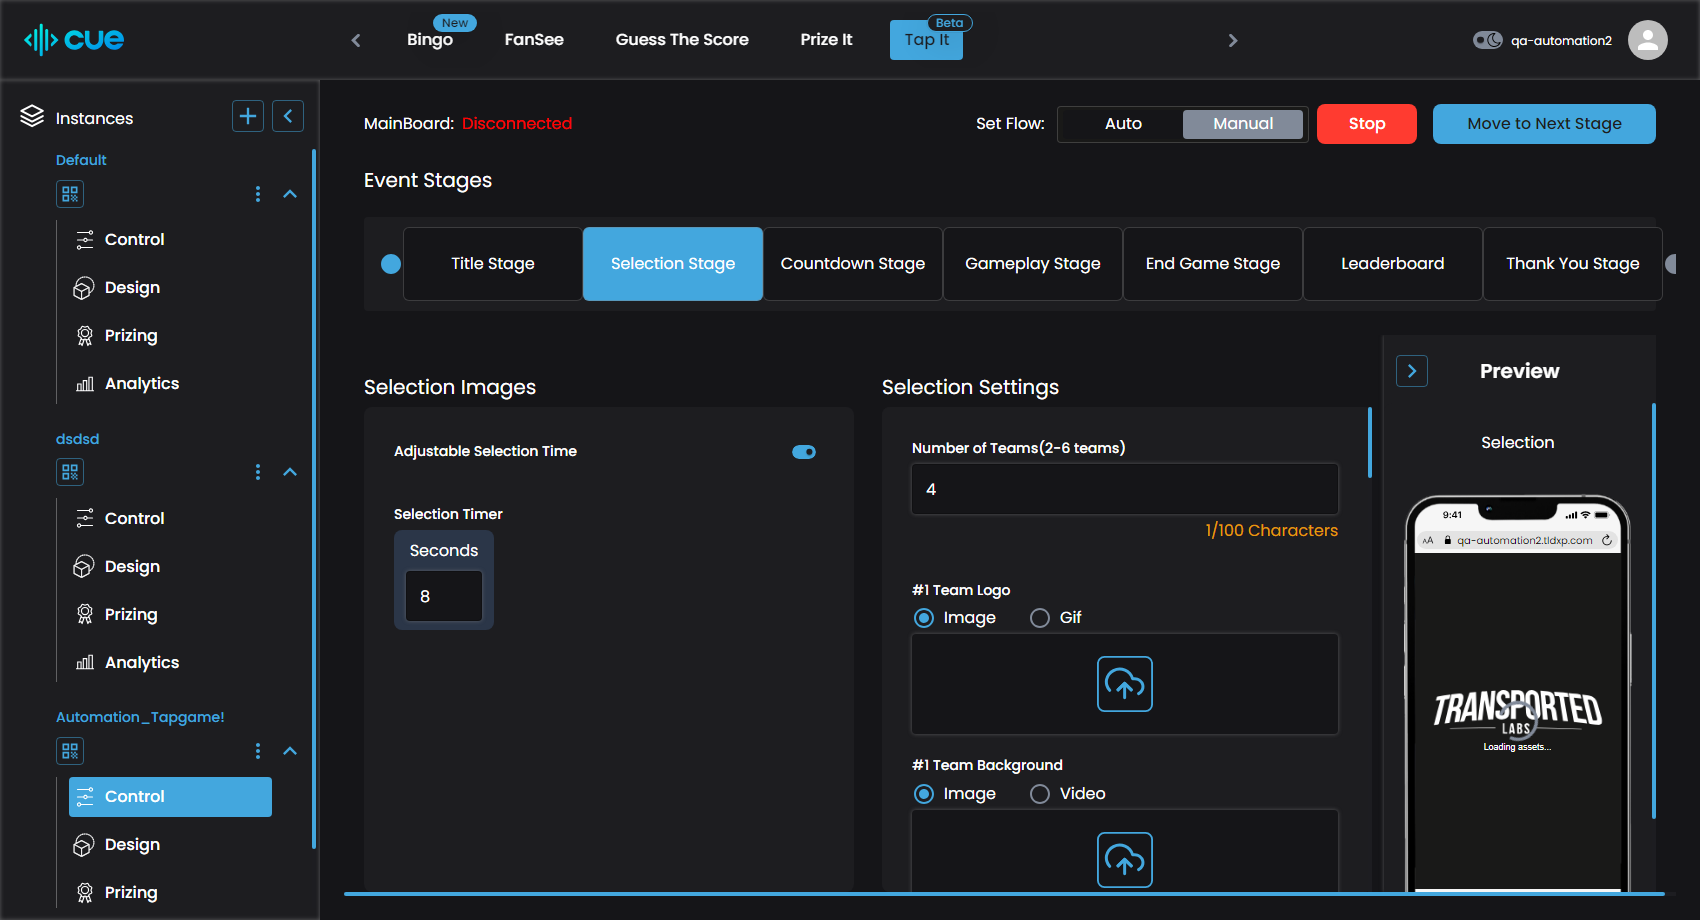 cue
New
Bingo
FanSee
Guess The Score
Prize It
Beta
Tap It
qa-automation2
Instances
Default
Control
Design
Prizing
Analytics
dsdsd
Control
Design
Prizing
Analytics
Automation_Tapgame!
Control
Design
Prizing
MainBoard: Disconnected
Set Flow:
Auto
Manual
Stop
Move to Next Stage
Event Stages
Title Stage
Selection Stage
Countdown Stage
Gameplay Stage
End Game Stage
Leaderboard
Thank You Stage
Selection Images
Adjustable Selection Time
Selection Timer
Seconds
8
Selection Settings
Number of Teams(2-6 teams)
4
1/100 Characters
#1 Team Logo
Image
Gif
#1 Team Background
Image
Video
Preview
Selection
9:41
AA qa-automation2.tldxp.com
TRANSPORTED
LABS
Loading assets...